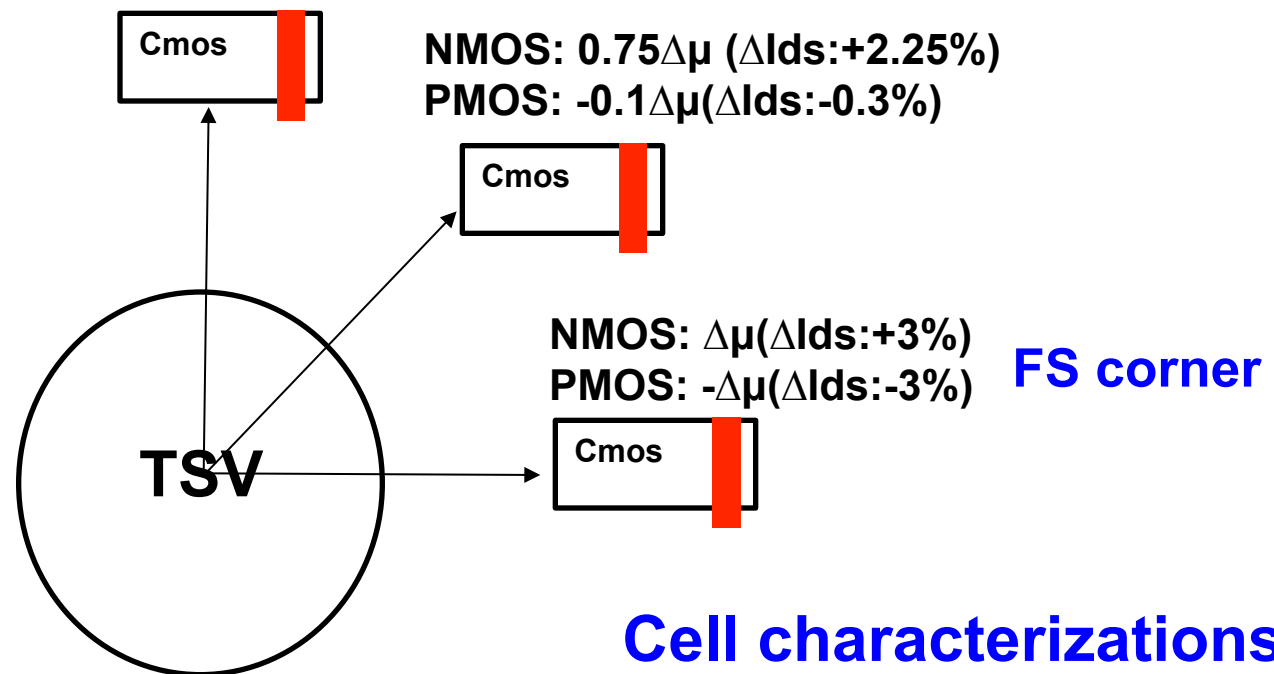 Cmos
NMOS: 0.75∆µ (∆Ids:+2.25%)
PMOS: -0.1∆µ(∆Ids:-0.3%)
Cmos
NMOS: ∆µ(∆Ids:+3%)
PMOS: -∆µ(∆Ids:-3%)
FS corner
Cmos
TSV
Cell characterizations